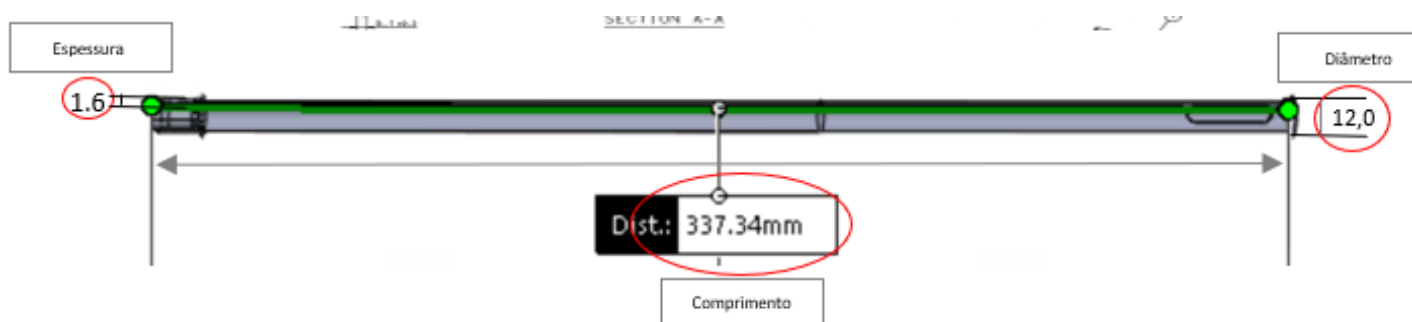 SECTION A-A
Espessura
Diâmetro
1.6
12,0
Dist.: 337.34mm
Comprimento